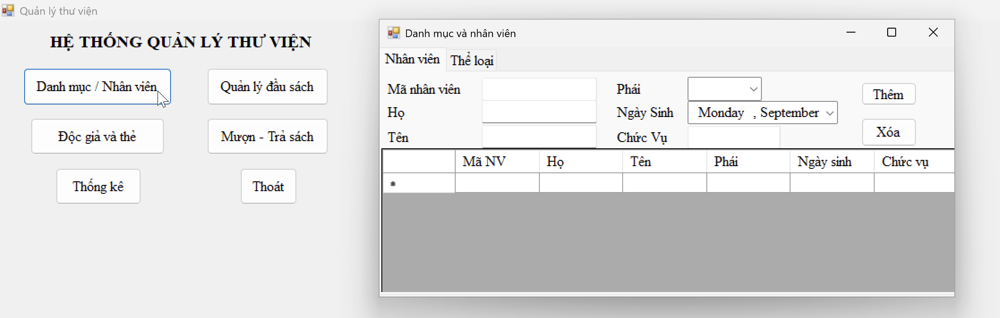 Quản lý thư viện
HỆ THỐNG QUẢN LÝ THƯ VIỆN
Danh mục / Nhân viên
Quản lý đầu sách
Độc giả và thẻ
Mượn - Trả sách
Thống kê
Thoát
Danh mục và nhân viên
Nhân viên
Thể loại
Mã nhân viên
Phái
Thêm
Họ
Ngày Sinh
Monday , September
Xóa
Tên
Chức Vụ
Mã NV Họ Tên Phái Ngày sinh Chức vụ